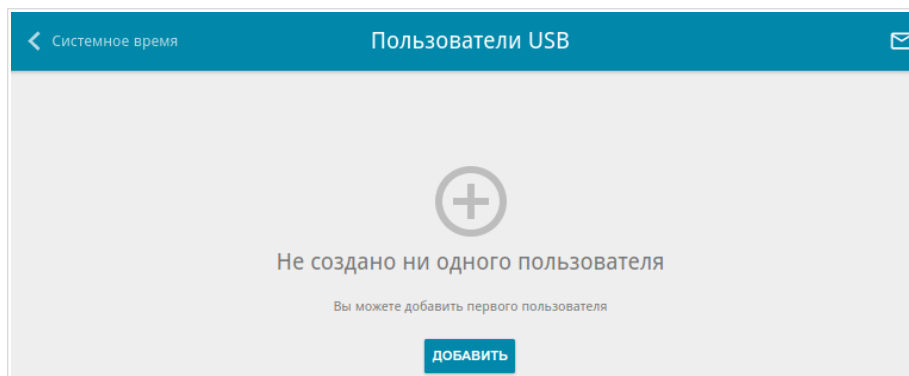 Системное время
Пользователи USB
Не создано ни одного пользователя
Вы можете добавить первого пользователя
ДОБАВИТЬ